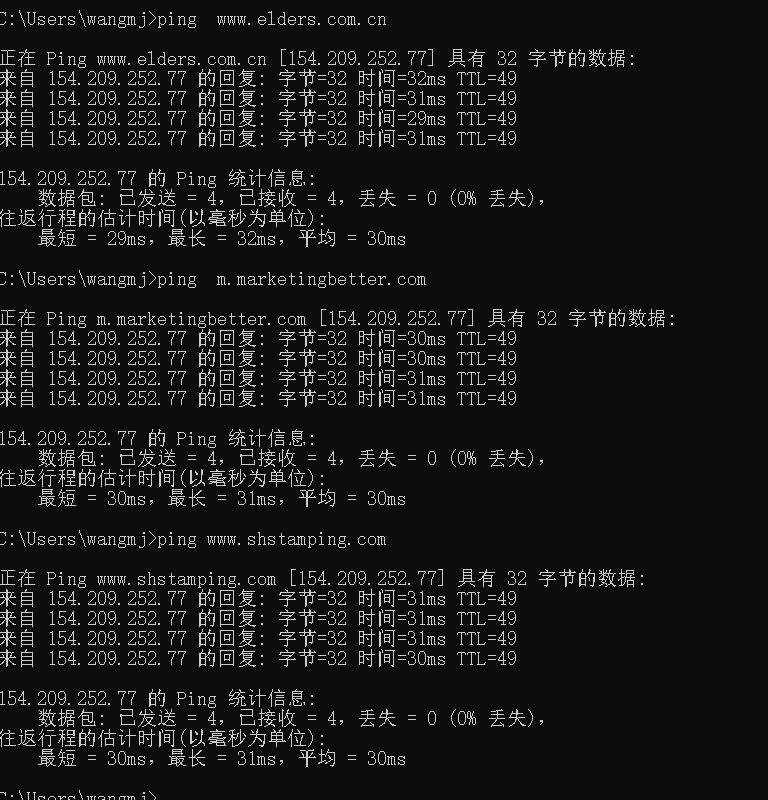 C:\Users\wangmj>ping  www.elders.com.cn
正在 Ping www.elders.com.cn [154.209.252.77] 具有 32 字节的数据:
来自 154.209.252.77 的回复: 字节=32 时间=32ms TTL=49
来自 154.209.252.77 的回复: 字节=32 时间=31ms TTL=49
来自 154.209.252.77 的回复: 字节=32 时间=29ms TTL=49
来自 154.209.252.77 的回复: 字节=32 时间=31ms TTL=49
154.209.252.77 的 Ping 统计信息:
数据包: 已发送 = 4，已接收 = 4，丢失 = 0 (0% 丢失)，
往返行程的估计时间(以毫秒为单位):
最短 = 29ms，最长 = 32ms，平均 = 30ms
C:\Users\wangmj>ping  m.marketingbetter.com
正在 Ping m.marketingbetter.com [154.209.252.77] 具有 32 字节的数据:
来自 154.209.252.77 的回复: 字节=32 时间=30ms TTL=49
来自 154.209.252.77 的回复: 字节=32 时间=30ms TTL=49
来自 154.209.252.77 的回复: 字节=32 时间=31ms TTL=49
来自 154.209.252.77 的回复: 字节=32 时间=31ms TTL=49
154.209.252.77 的 Ping 统计信息:
数据包: 已发送 = 4，已接收 = 4，丢失 = 0 (0% 丢失)，
往返行程的估计时间(以毫秒为单位):
最短 = 30ms，最长 = 31ms，平均 = 30ms
C:\Users\wangmj>ping www.shstamping.com
正在 Ping www.shstamping.com [154.209.252.77] 具有 32 字节的数据:
来自 154.209.252.77 的回复: 字节=32 时间=31ms TTL=49
来自 154.209.252.77 的回复: 字节=32 时间=31ms TTL=49
来自 154.209.252.77 的回复: 字节=32 时间=31ms TTL=49
来自 154.209.252.77 的回复: 字节=32 时间=30ms TTL=49
154.209.252.77 的 Ping 统计信息:
数据包: 已发送 = 4，已接收 = 4，丢失 = 0 (0% 丢失)，
往返行程的估计时间(以毫秒为单位):
最短 = 30ms，最长 = 31ms，平均 = 30ms
C:\Users\wangmj>